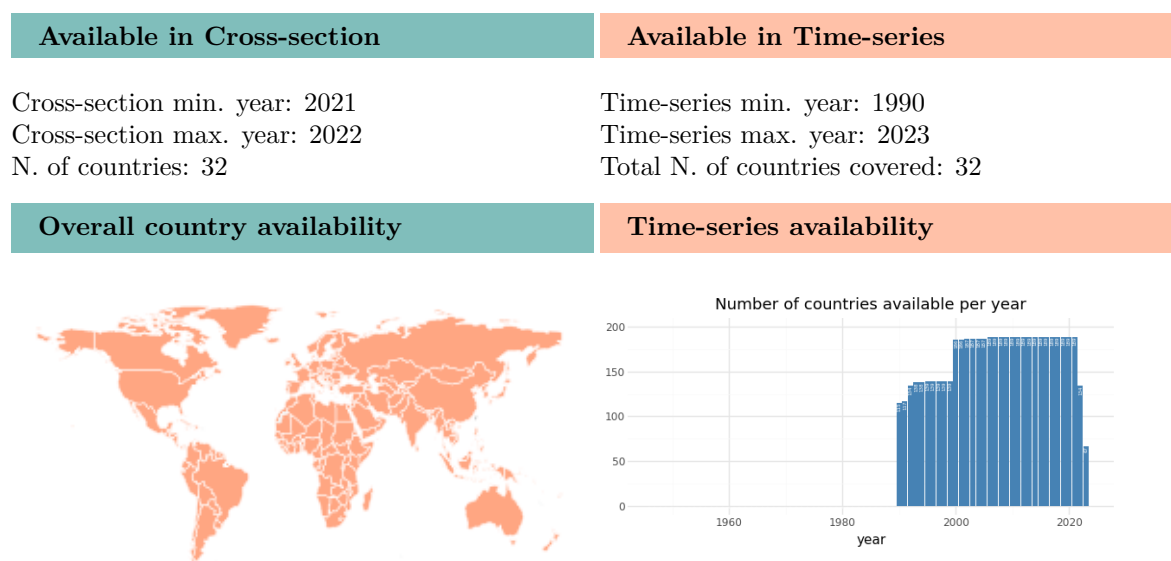 Available in Cross-section
Available in Time-series
Cross-section min. year: 2021
Cross-section max. year: 2022
N. of countries: 32
Time-series min. year: 1990
Time-series max. year: 2023
Total N. of countries covered: 32
Overall country availability
Time-series availability
Number of countries available per year
200
150
100
50
0
1960
1980
2000
2020
year